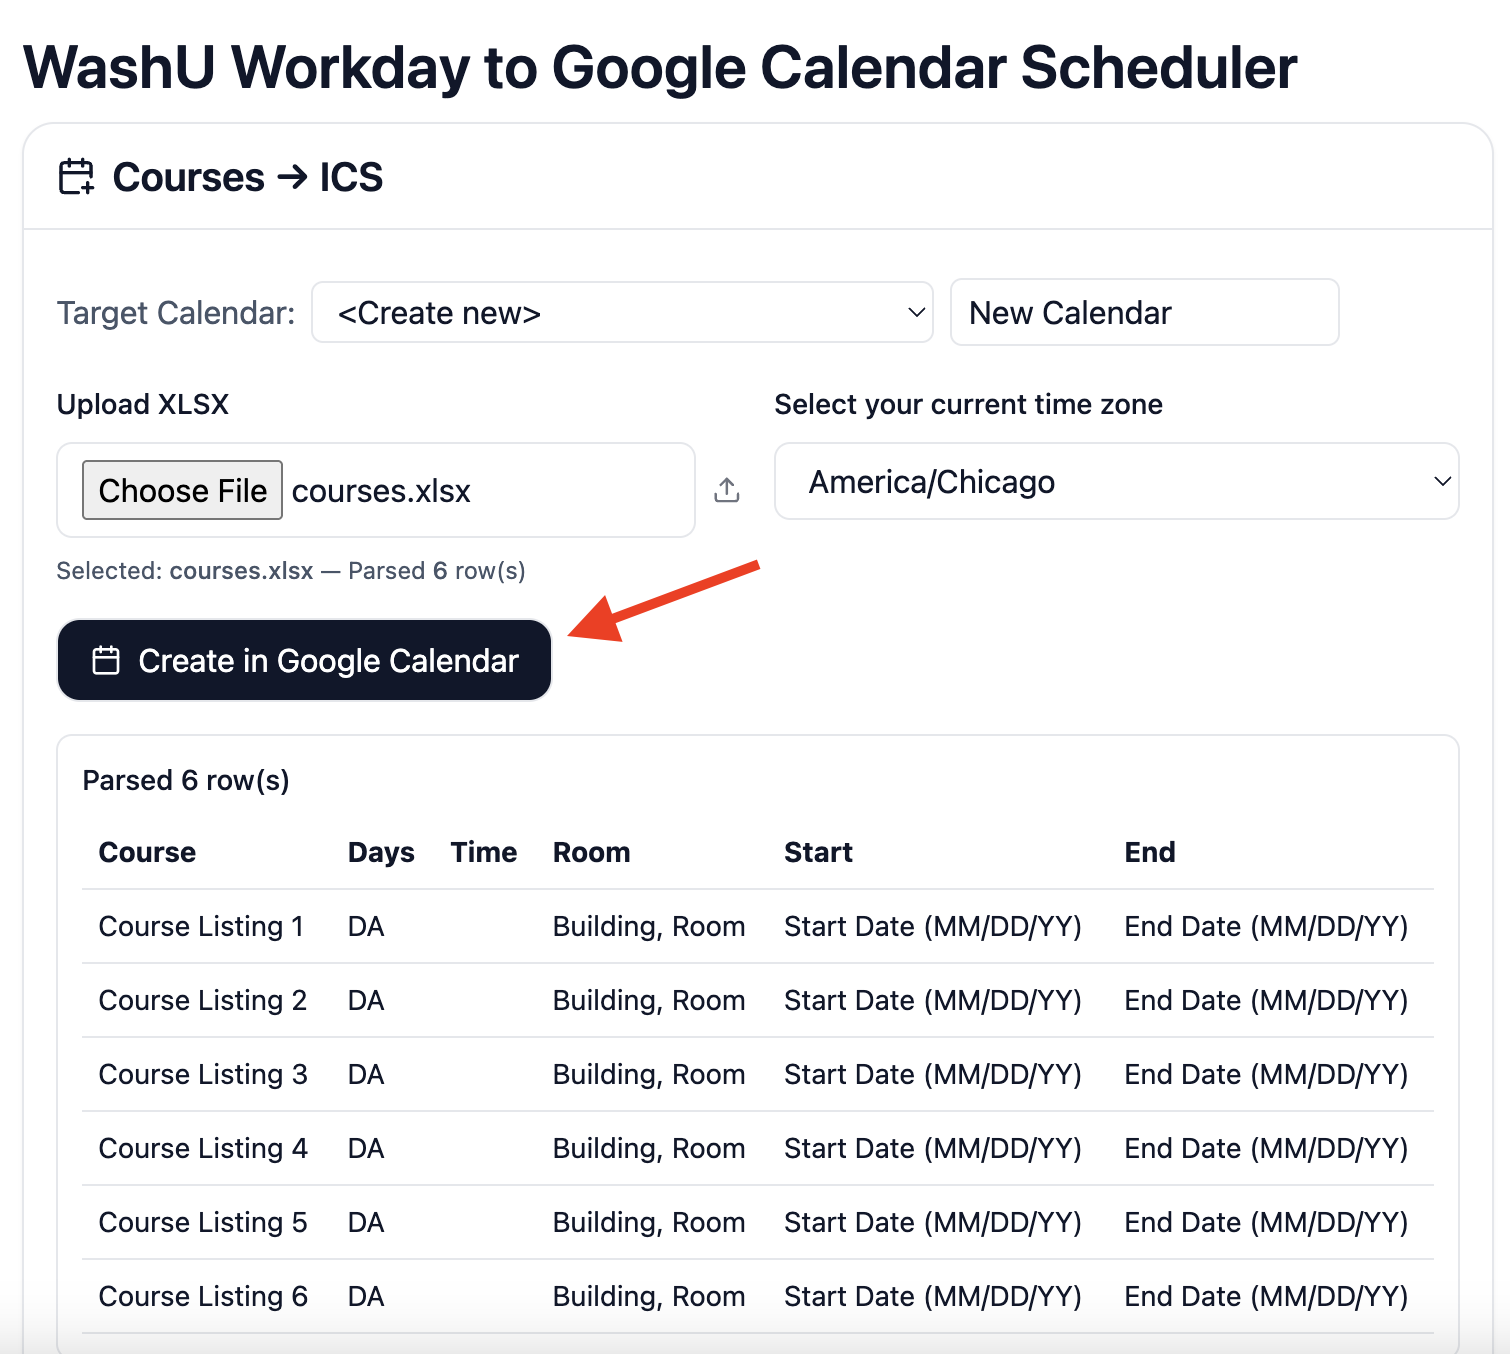 WashU Workday to Google Calendar Scheduler
Courses → ICS
Target Calendar: <Create new> New Calendar
Upload XLSX Select your current time zone
Choose File courses.xlsx America/Chicago
Selected: courses.xlsx — Parsed 6 row(s)
Create in Google Calendar
Parsed 6 row(s)
Course Days Time Room Start End
Course Listing 1 DA Building, Room Start Date (MM/DD/YY) End Date (MM/DD/YY)
Course Listing 2 DA Building, Room Start Date (MM/DD/YY) End Date (MM/DD/YY)
Course Listing 3 DA Building, Room Start Date (MM/DD/YY) End Date (MM/DD/YY)
Course Listing 4 DA Building, Room Start Date (MM/DD/YY) End Date (MM/DD/YY)
Course Listing 5 DA Building, Room Start Date (MM/DD/YY) End Date (MM/DD/YY)
Course Listing 6 DA Building, Room Start Date (MM/DD/YY) End Date (MM/DD/YY)